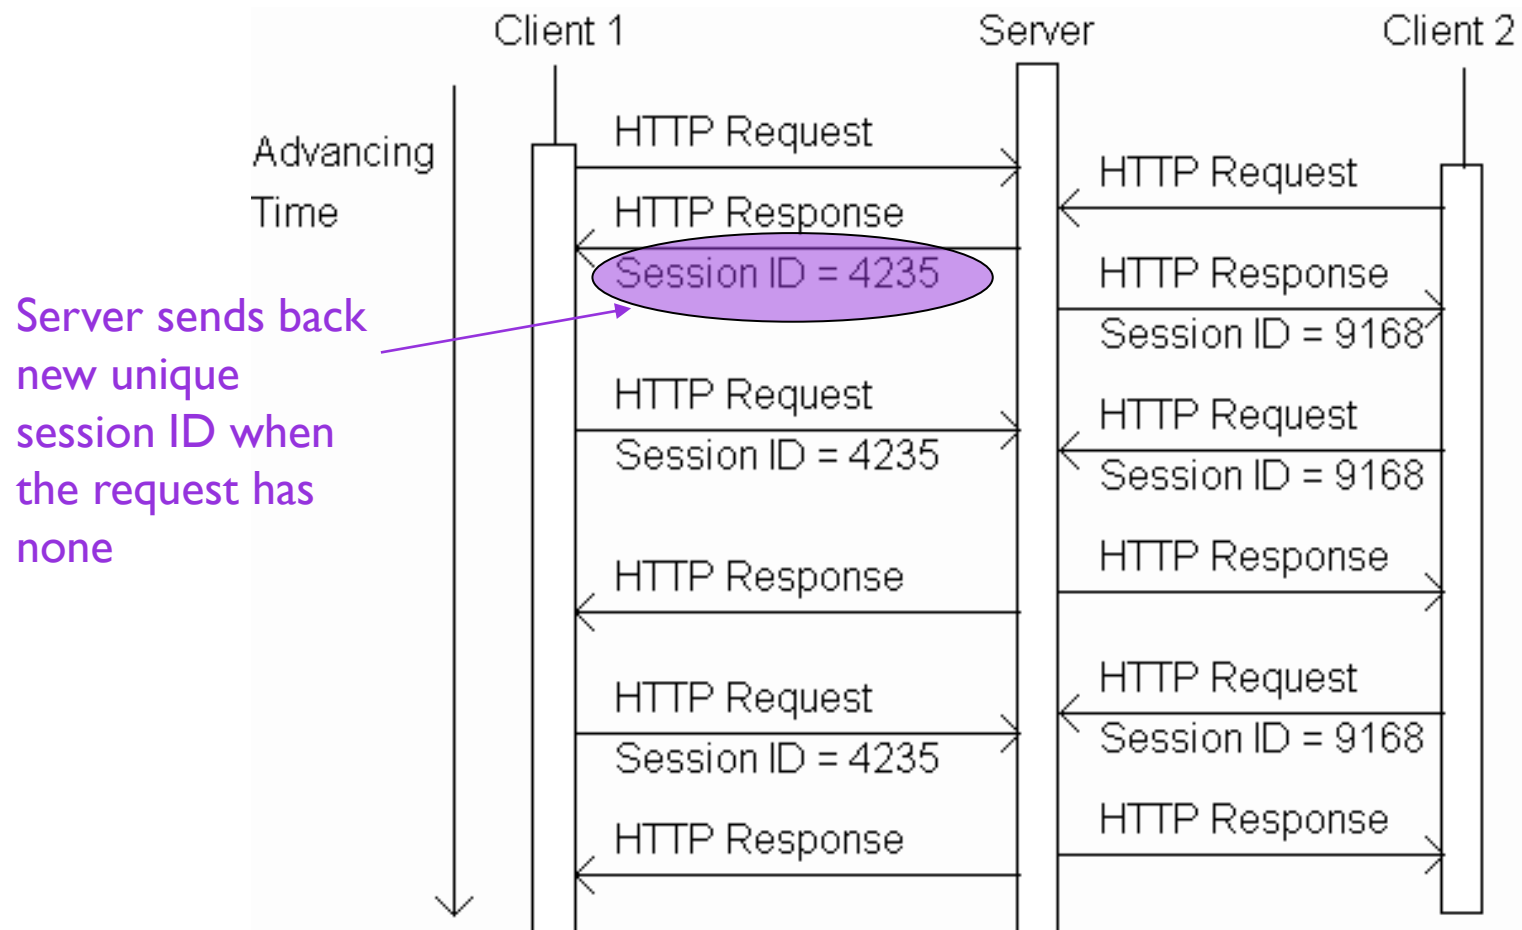 Client 1
Server
Client 2
Advancing
Time
HTTP Request
HTTP Request
HTTP Response
Session ID = 4235
HTTP Response
Session ID = 9168
Server sends back
new unique
session ID when
the request has
none
HTTP Request
Session ID = 4235
HTTP Request
Session ID = 9168
HTTP Response
HTTP Response
HTTP Request
Session ID = 4235
HTTP Request
Session ID = 9168
HTTP Response
HTTP Response